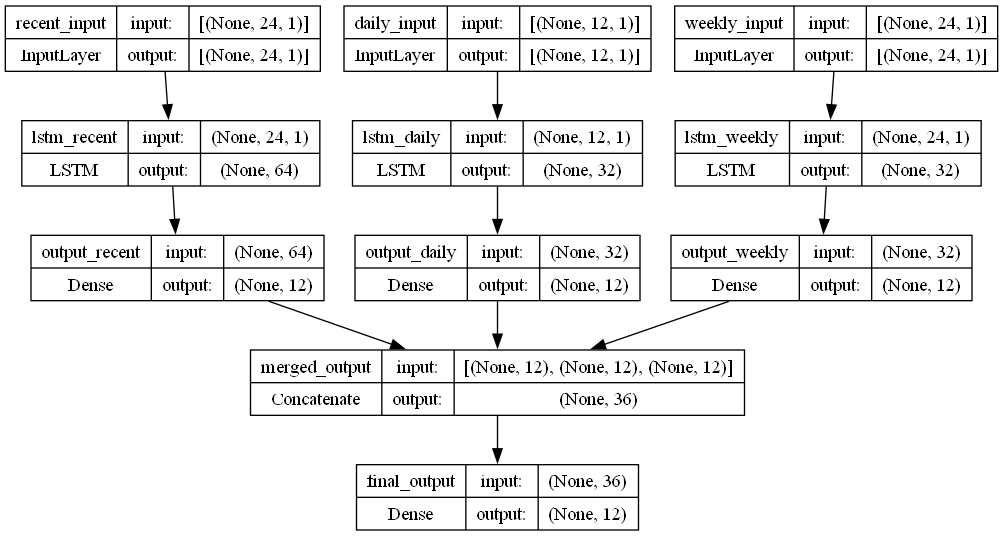 recent_input input: [(None, 24, 1)]
InputLayer output: [(None, 24, 1)]
daily_input input: [(None, 12, 1)]
InputLayer output: [(None, 12, 1)]
weekly_input input: [(None, 24, 1)]
InputLayer output: [(None, 24, 1)]
lstm_recent input: (None, 24, 1)
LSTM output: (None, 64)
lstm_daily input: (None, 12, 1)
LSTM output: (None, 32)
lstm_weekly input: (None, 24, 1)
LSTM output: (None, 32)
output_recent input: (None, 64)
Dense output: (None, 12)
output_daily input: (None, 32)
Dense output: (None, 12)
output_weekly input: (None, 32)
Dense output: (None, 12)
merged_output input: [(None, 12), (None, 12), (None, 12)]
Concatenate output: (None, 36)
final_output input: (None, 36)
Dense output: (None, 12)